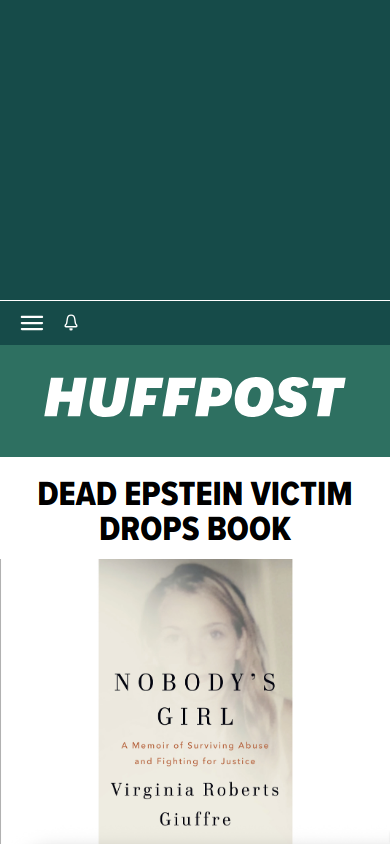 HUFFPOST
DEAD EPSTEIN VICTIM
DROPS BOOK
NOBODY'S
GIRL
A Memoir of Surviving Abuse
and Fighting for Justice
Virginia Roberts
Giuffre